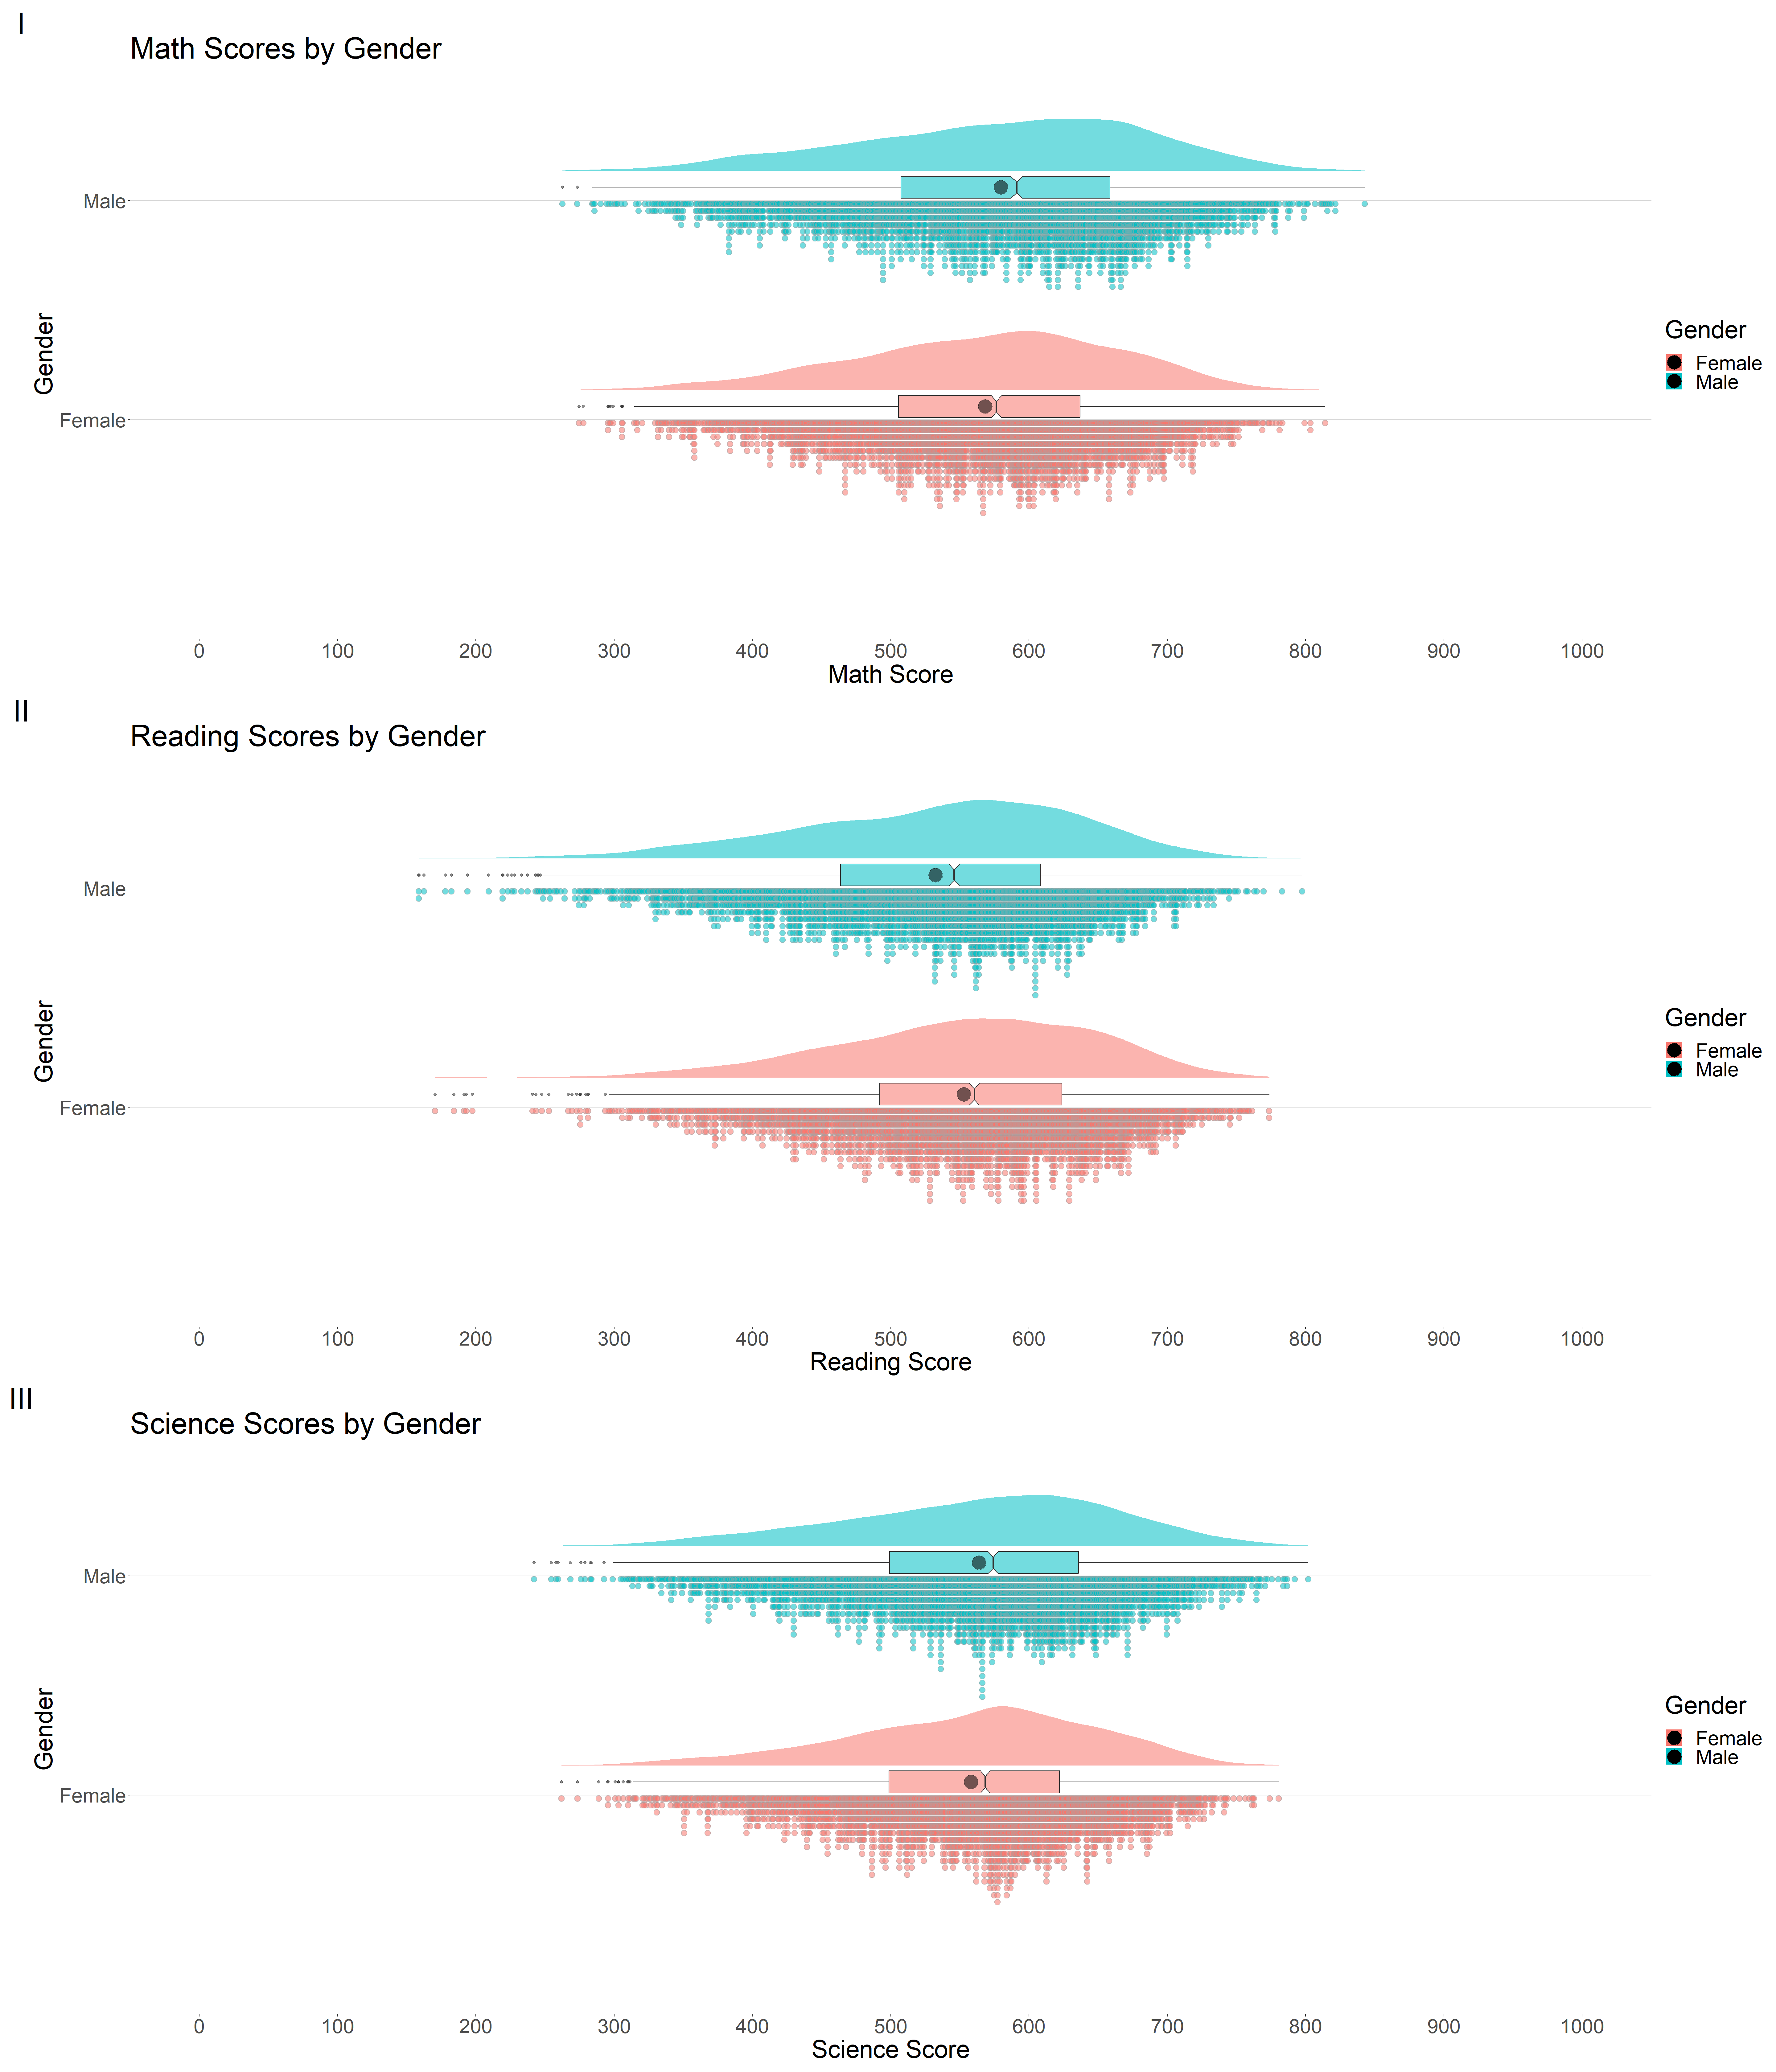 I
Math Scores by Gender
Male
Female
Gender
0 100 200 300 400 500 600 700 800 900 1000
Math Score
Gender
Female
Male
II
Reading Scores by Gender
Male
Female
Gender
0 100 200 300 400 500 600 700 800 900 1000
Reading Score
Gender
Female
Male
III
Science Scores by Gender
Male
Female
Gender
0 100 200 300 400 500 600 700 800 900 1000
Science Score
Gender
Female
Male